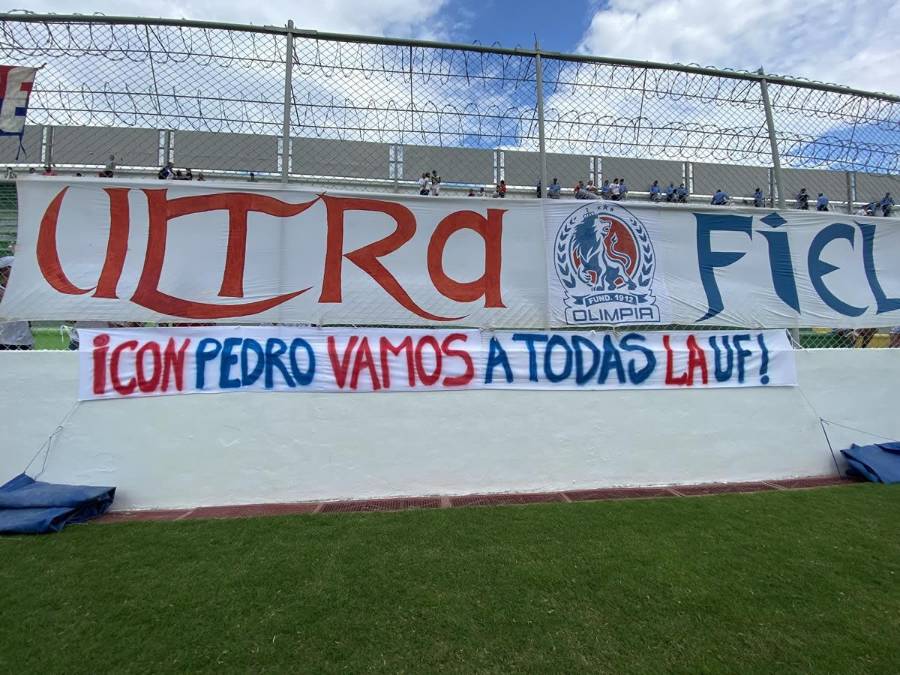 ULTRA FIEL
FUND. 1912
OLIMPIA
¡CON PEDRO VAMOS A TODAS LA UF!